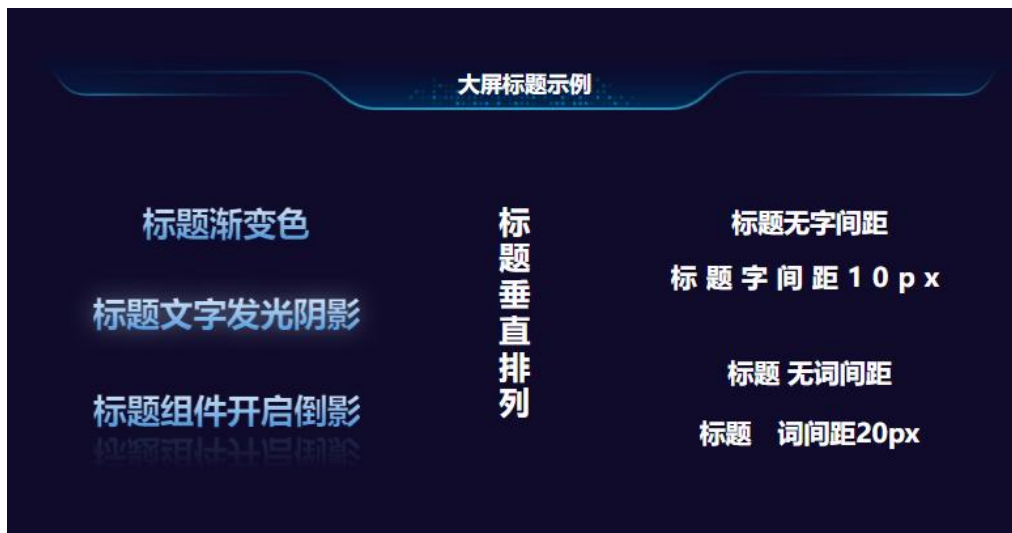 大屏标题示例
标题渐变色
标题文字发光阴影
标题组件开启倒影
标题垂直排列
标题无字间距
标题字间距10px
标题 无词间距
标题 词间距20px